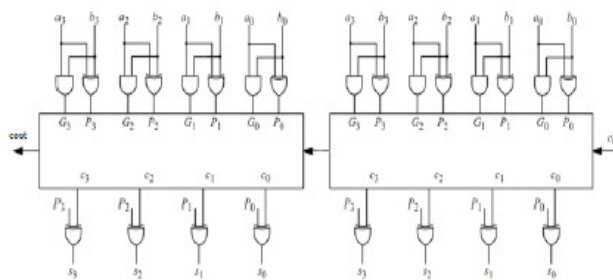 a3 b3 a2 b2 a1 b1 a0 b0 a3 b3 a2 b2 a1 b1 a0 b0
G3 P3 G2 P2 G1 P1 G0 P0 G3 P3 G2 P2 G1 P1 G0 P0
cout
c3 c2 c1 c0 c3 c2 c1 c0
P3 P2 P1 P0 P3 P2 P1 P0
s3 s2 s1 s0 s3 s2 s1 s0